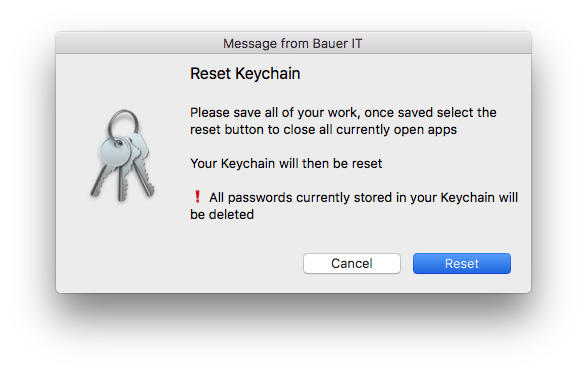 Message from Bauer IT
Reset Keychain
Please save all of your work, once saved select the
reset button to close all currently open apps
Your Keychain will then be reset
❗ All passwords currently stored in your Keychain will
be deleted
Cancel
Reset